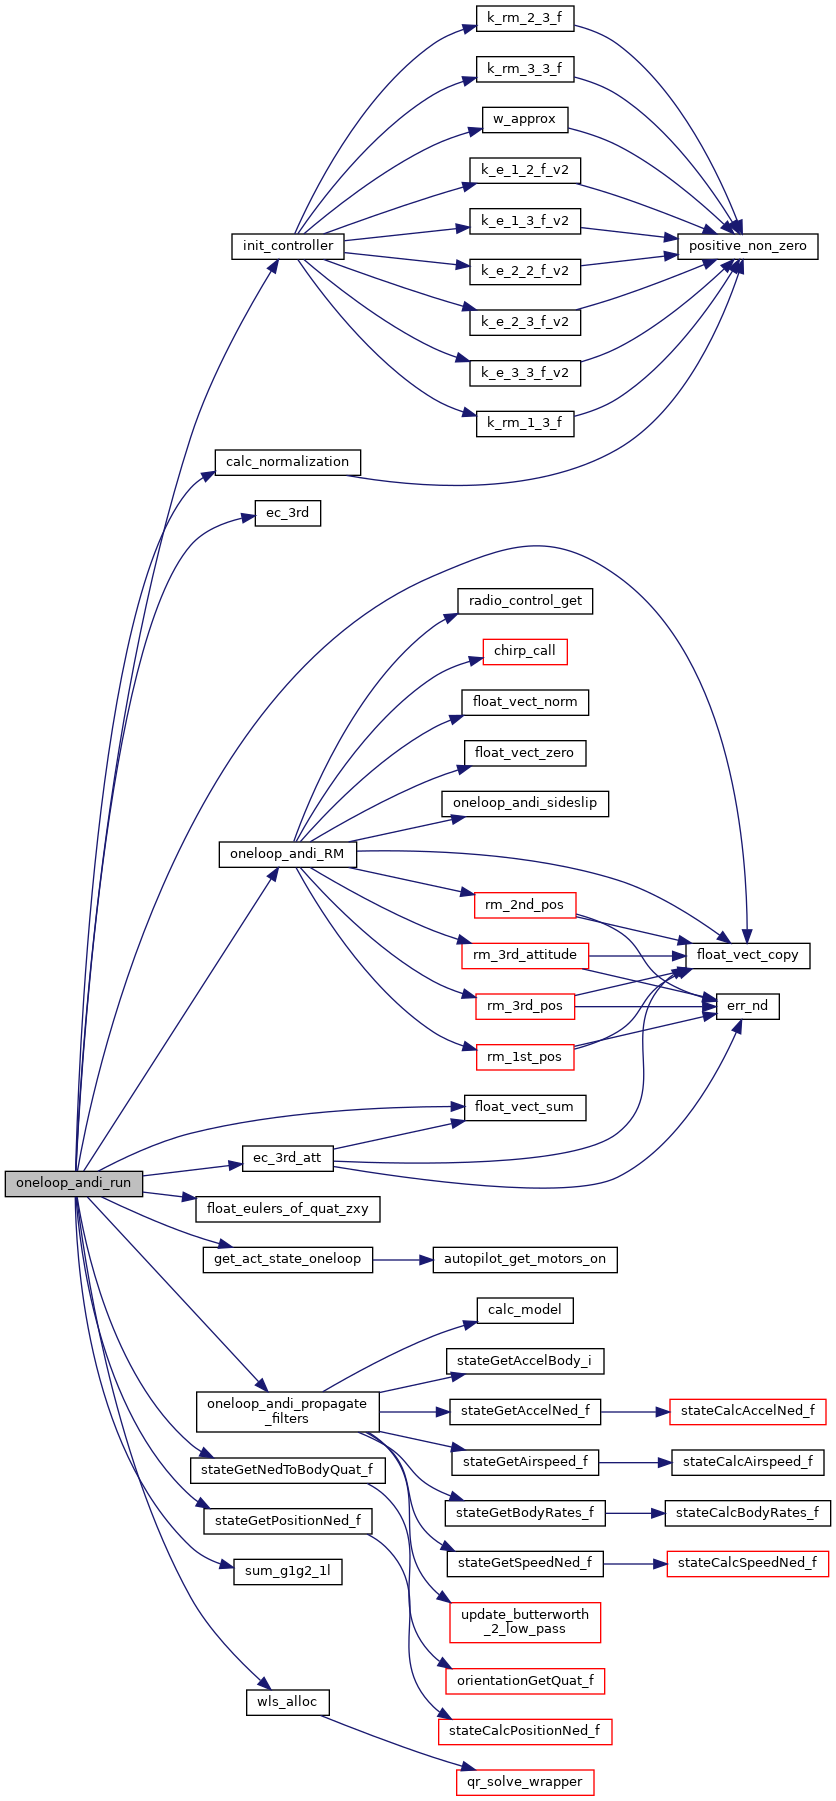 k_rm_2_3_f
k_rm_3_3_f
w_approx
k_e_1_2_f_v2
k_e_1_3_f_v2
init_controller
positive_non_zero
k_e_2_2_f_v2
k_e_2_3_f_v2
k_e_3_3_f_v2
k_rm_1_3_f
calc_normalization
ec_3rd
radio_control_get
chirp_call
float_vect_norm
float_vect_zero
oneloop_andi_sideslip
oneloop_andi_RM
rm_2nd_pos
rm_3rd_attitude
float_vect_copy
rm_3rd_pos
err_nd
rm_1st_pos
float_vect_sum
ec_3rd_att
oneloop_andi_run
float_eulers_of_quat_zxy
get_act_state_oneloop
autopilot_get_motors_on
calc_model
stateGetAccelBody_i
oneloop_andi_propagate
_filters
stateGetAccelNed_f
stateCalcAccelNed_f
stateGetAirspeed_f
stateCalcAirspeed_f
stateGetNedToBodyQuat_f
stateGetBodyRates_f
stateCalcBodyRates_f
stateGetPositionNed_f
stateGetSpeedNed_f
stateCalcSpeedNed_f
sum_g1g2_1l
update_butterworth
_2_low_pass
orientationGetQuat_f
wls_alloc
stateCalcPositionNed_f
qr_solve_wrapper